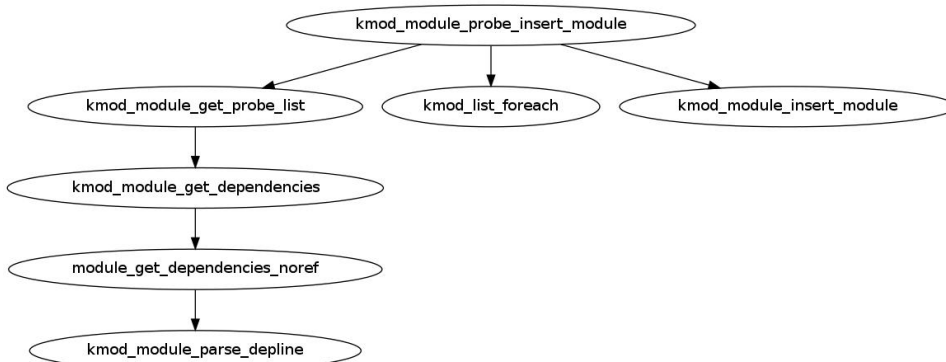 kmod_module_probe_insert_module
kmod_module_get_probe_list
kmod_list_foreach
kmod_module_insert_module
kmod_module_get_dependencies
module_get_dependencies_noref
kmod_module_parse_depline